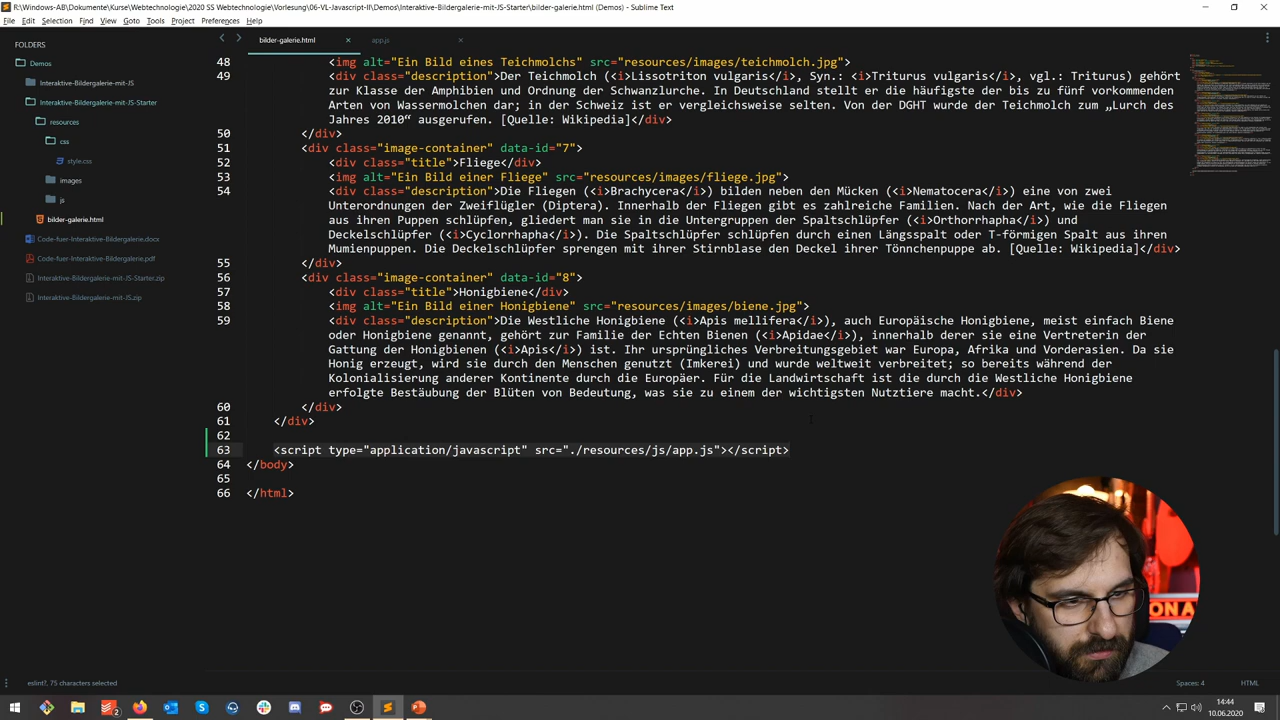 R:\Windows-AB\Dokumente\Kurse\Webtechnologie\2020 SS Webtechnologie\Vorlesung\06-VL-Javascript-II\Demos\Interaktive-Bildergalerie-mit-JS-Starter\bilder-galerie.html (Demos) - Sublime Text
File Edit Selection Find View Goto Tools Project Preferences Help
FOLDERS
Demos
Interaktive-Bildergalerie-mit-JS
Interaktive-Bildergalerie-mit-JS-Starter
resources
css
style.css
images
js
bilder-galerie.html
Code-fuer-Interaktive-Bildergalerie.docx
Code-fuer-Interaktive-Bildergalerie.pdf
Interaktive-Bildergalerie-mit-JS-Starter.zip
Interaktive-Bildergalerie-mit-JS.zip
bilder-galerie.html app.js
48 <img alt="Ein Bild eines Teichmolchs" src="resources/images/teichmolch.jpg">
49 <div class="description">Der Teichmolch (<i>Lissotriton vulgaris</i>, Syn.: <i>Triturus vulgaris</i>, vgl.: Triturus) gehört
zur Klasse der Amphibien und zur Ordnung der Schwanzlurche. In Deutschland stellt er die häufigste der bis zu fünf vorkommenden
Arten von Wassermolchen dar; in der Schweiz ist er vergleichsweise selten. Von der DGHT wurde der Teichmolch zum „Lurch des
Jahres 2010“ ausgerufen. [Quelle: Wikipedia]</div>
50 </div>
51 <div class="image-container" data-id="7">
52 <div class="title">Fliege</div>
53 <img alt="Ein Bild einer Fliege" src="resources/images/fliege.jpg">
54 <div class="description">Die Fliegen (<i>Brachycera</i>) bilden neben den Mücken (<i>Nematocera</i>) eine von zwei
Unterordnungen der Zweiflügler (Diptera). Innerhalb der Fliegen gibt es zahlreiche Familien. Nach der Art, wie die Fliegen
aus ihren Puppen schlüpfen, gliedert man sie in die Untergruppe der Spaltschlüpfer (<i>Orthorrhapha</i>) und
Deckelschlüpfer (<i>Cyclorrhapha</i>). Die Spaltschlüpfer schlüpfen durch einen Längsspalt oder T-förmigen Spalt aus ihren
Mumienpuppen. Die Deckelschlüpfer sprengen mit ihrer Stirnblase den Deckel ihrer Tönnchenpuppe ab. [Quelle: Wikipedia]</div>
55 </div>
56 <div class="image-container" data-id="8">
57 <div class="title">Honigbiene</div>
58 <img alt="Ein Bild einer Honigbiene" src="resources/images/biene.jpg">
59 <div class="description">Die Westliche Honigbiene (<i>Apis mellifera</i>), auch Europäische Honigbiene, meist einfach Biene
oder Honigbiene genannt, gehört zur Familie der Echten Bienen (<i>Apidae</i>), innerhalb derer sie eine Vertreterin der
Gattung der Honigbienen (<i>Apis</i>) ist. Ihr ursprüngliches Verbreitungsgebiet war Europa, Afrika und Vorderasien. Da sie
Honig erzeugt, wird sie durch den Menschen genutzt (Imkerei) und wurde weltweit verbreitet; so bereits während der
Kolonialisierung anderer Kontinente durch die Europäer. Für die Landwirtschaft ist die durch die Westliche Honigbiene
erfolgte Bestäubung der Blüten von Bedeutung, was sie zu einem der wichtigsten Nutztiere macht.</div>
60 </div>
61 </div>
62
63 <script type="application/javascript" src="./resources/js/app.js"></script>
64 </body>
65
66 </html>
eslint?, 75 characters selected
Spaces: 4 HTML
14:44
10.06.2020